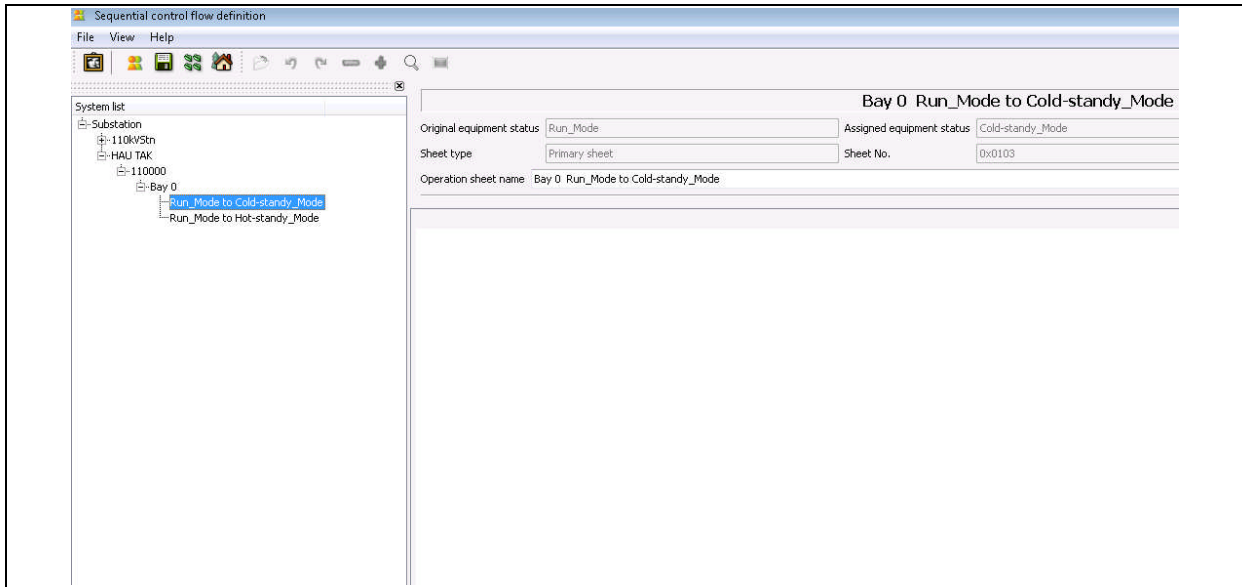 Sequential control flow definition
File View Help
System list
Substation
110kVStn
HAU TAK
110000
Bay 0
Run_Mode to Cold-standy_Mode
Run_Mode to Hot-standy_Mode
Bay 0 Run_Mode to Cold-standy_Mode
Original equipment status Run_Mode Assigned equipment status Cold-standy_Mode
Sheet type Primary sheet Sheet No. 0x0103
Operation sheet name Bay 0 Run_Mode to Cold-standy_Mode